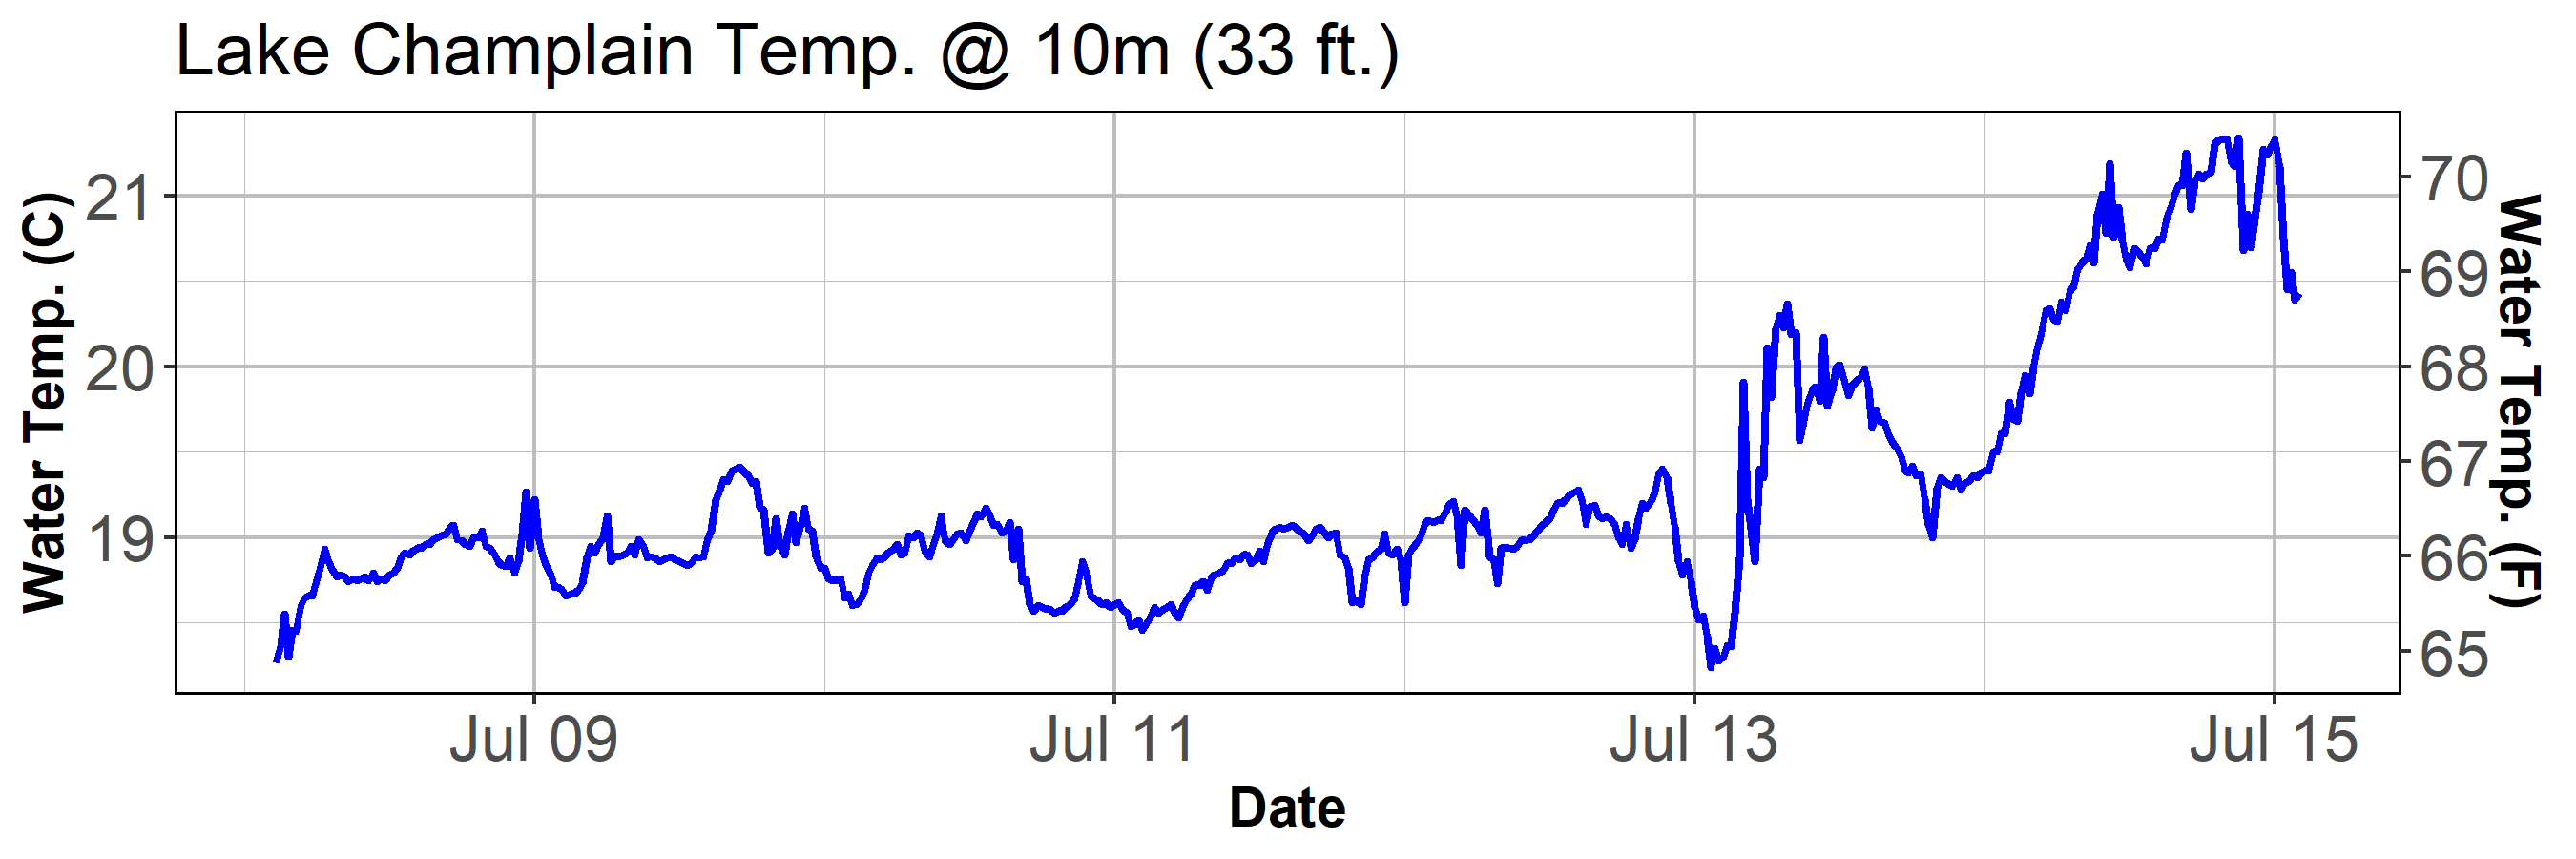 Lake Champlain Temp. @ 10m (33 ft.)
Water Temp. (C)
21
20
19
70
69
68
67
66
65
Water Temp. (F)
Jul 09
Jul 11
Jul 13
Jul 15
Date